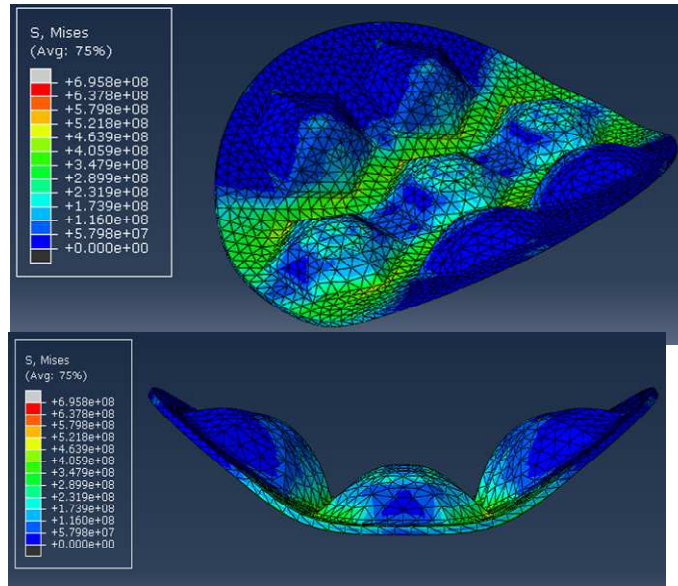 S, Mises
(Avg: 75%)
+6.958e+08
+6.378e+08
+5.798e+08
+5.218e+08
+4.639e+08
+4.059e+08
+3.479e+08
+2.899e+08
+2.319e+08
+1.739e+08
+1.160e+08
+5.798e+07
+0.000e+00
S, Mises
(Avg: 75%)
+6.958e+08
+6.378e+08
+5.798e+08
+5.218e+08
+4.639e+08
+4.059e+08
+3.479e+08
+2.899e+08
+2.319e+08
+1.739e+08
+1.160e+08
+5.798e+07
+0.000e+00